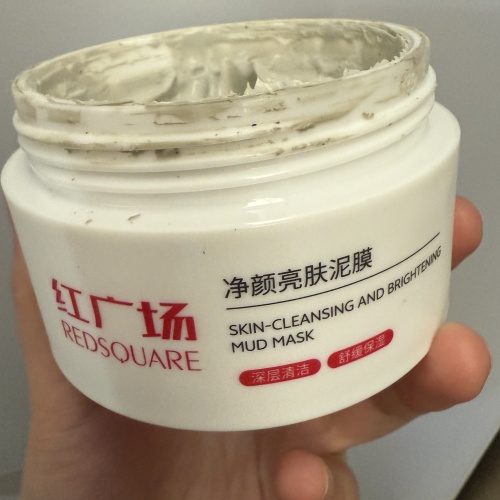 红广场
REDSQUARE
净颜亮肤泥膜
SKIN-CLEANSING AND BRIGHTENING
MUD MASK
深层清洁 舒缓保湿